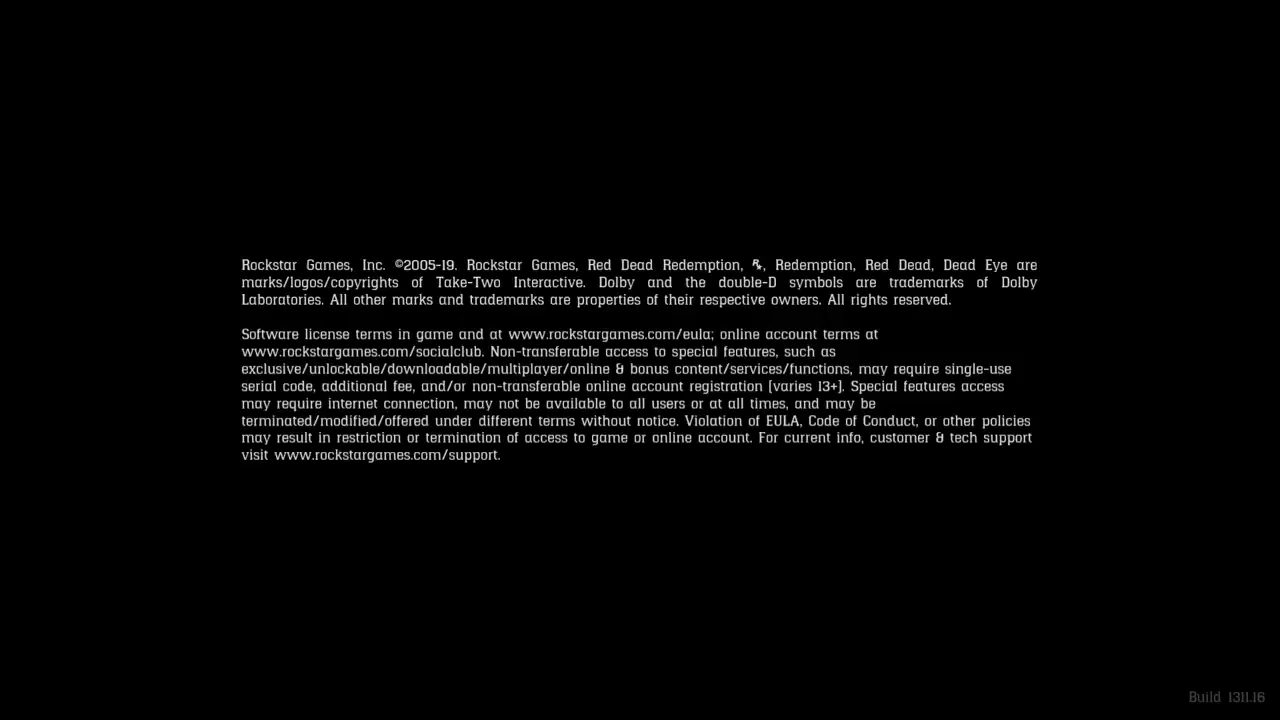 Rockstar Games, Inc. ©2005-19. Rockstar Games, Red Dead Redemption, , Redemption, Red Dead, Dead Eye are
marks/logos/copyrights of Take-Two Interactive. Dolby and the double-D symbols are trademarks of Dolby
Laboratories. All other marks and trademarks are properties of their respective owners. All rights reserved.
Software license terms in game and at www.rockstargames.com/eula; online account terms at
www.rockstargames.com/socialclub. Non-transferable access to special features, such as
exclusive/unlockable/downloadable/multiplayer/online & bonus content/services/functions, may require single-use
serial code, additional fee, and/or non-transferable online account registration [varies 13+]. Special features access
may require internet connection, may not be available to all users or at all times, and may be
terminated/modified/offered under different terms without notice. Violation of EULA, Code of Conduct, or other policies
may result in restriction or termination of access to game or online account. For current info, customer & tech support
visit www.rockstargames.com/support.
Build 1311.16